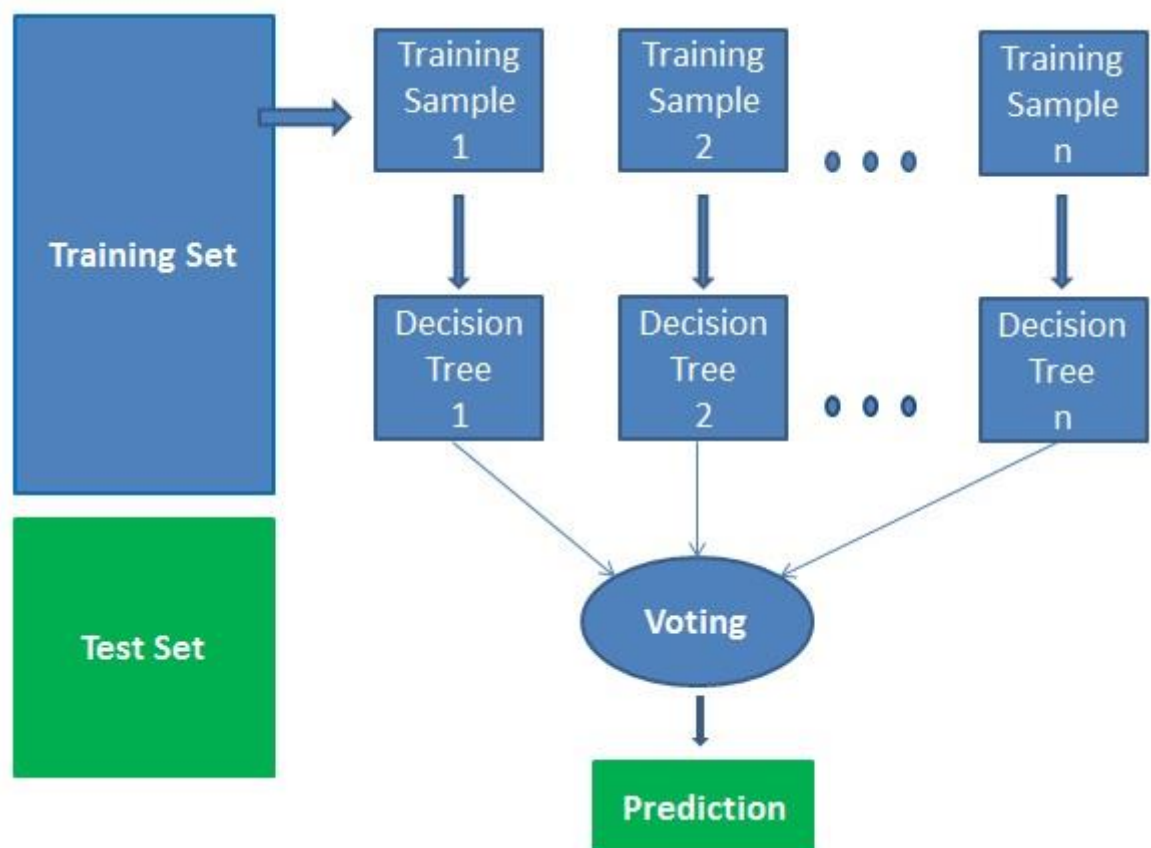 Training Set
Training
Sample
1
Training
Sample
2
Training
Sample
n
Decision
Tree
1
Decision
Tree
2
Decision
Tree
n
Test Set
Voting
Prediction